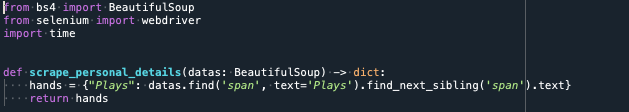 from bs4 import BeautifulSoup
from selenium import webdriver
import time
def scrape_personal_details(datas: BeautifulSoup) -> dict:
    hands = {"Plays": datas.find('span', text='Plays').find_next_sibling('span').text}
    return hands